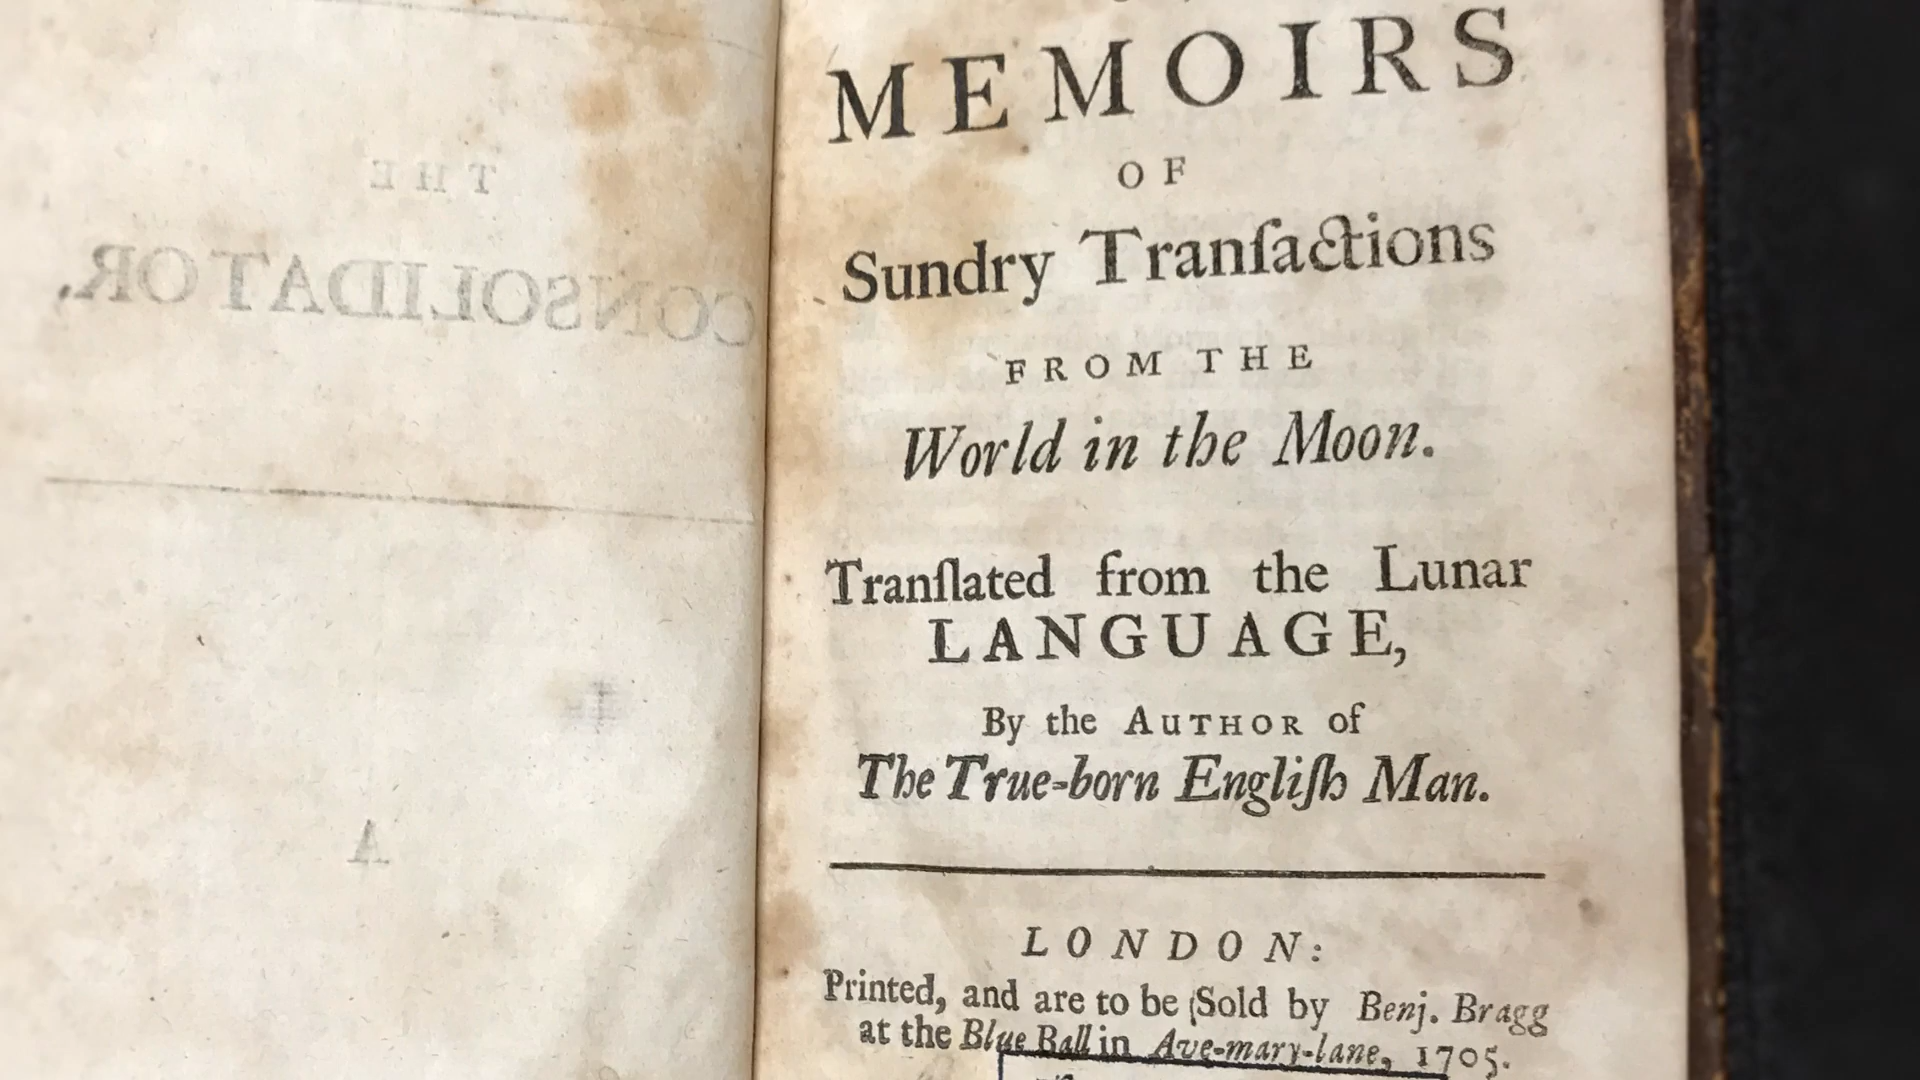 THE
CONSOLIDATOR,
A
MEMOIRS
OF
Sundry Tranſactions
FROM THE
World in the Moon.
Tranſlated from the Lunar
LANGUAGE,
By the AUTHOR of
The True-born Engliſh Man.
LONDON:
Printed, and are to be Sold by Benj. Bragg
at the Blue Ball in Ave-mary-lane, 1705.